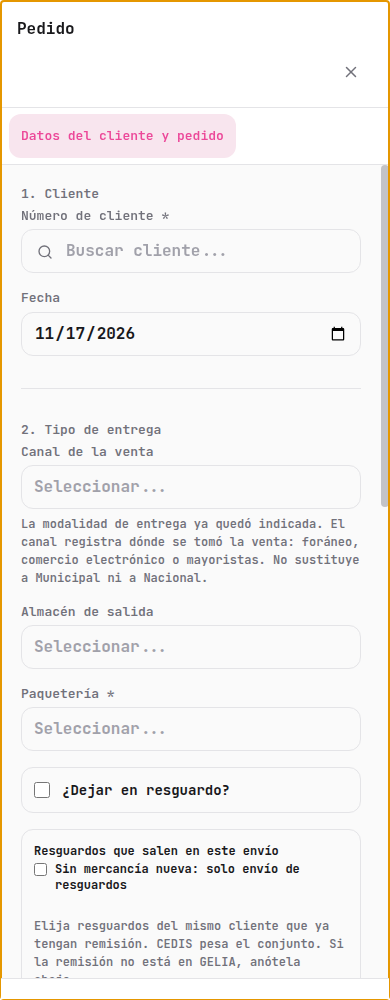 Pedido
Datos del cliente y pedido
1. Cliente
Número de cliente *
Buscar cliente...
Fecha
11/17/2026
2. Tipo de entrega
Canal de la venta
Seleccionar...
La modalidad de entrega ya quedó indicada. El
canal registra dónde se tomó la venta: foráneo,
comercio electrónico o mayoristas. No sustituye
a Municipal ni a Nacional.
Almacén de salida
Seleccionar...
Paquetería *
Seleccionar...
¿Dejar en resguardo?
Resguardos que salen en este envío
Sin mercancía nueva: solo envío de
resguardos
Elija resguardos del mismo cliente que ya
tengan remisión. CEDIS pesa el conjunto. Si
la remisión no está en GELIA, anótela